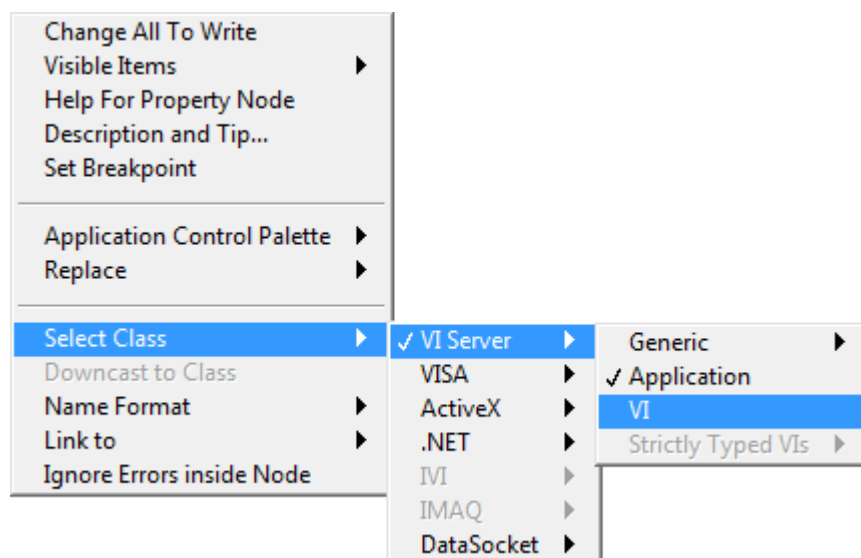 Change All To Write
Visible Items
Help For Property Node
Description and Tip...
Set Breakpoint
Application Control Palette
Replace
Select Class
Downcast to Class
Name Format
Link to
Ignore Errors inside Node
VI Server
VISA
ActiveX
.NET
IVI
IMAQ
DataSocket
Generic
Application
VI
Strictly Typed VIs